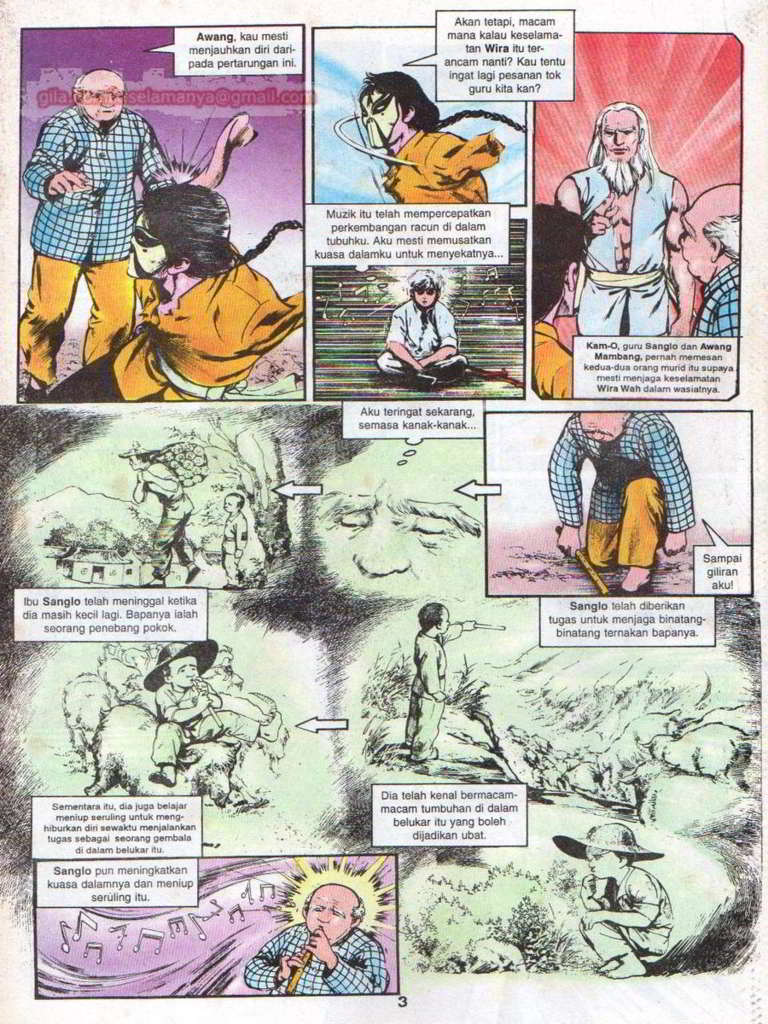 3
Awang, kau mesti
menjauhkan diri dari-
pada pertarungan ini.
Akan tetapi, macam
mana kalau keselama-
tan Wira itu ter-
ancam nanti? Kau tentu
ingat lagi pesanan tok
guru kita kan?
Muzik itu telah mempercepatkan
perkembangan racun di dalam
tubuhku. Aku mesti memusatkan
kuasa dalamku untuk menyekatnya...
Kam-O, guru Sanglo dan Awang
Mambang, pernah memesan
kedua-dua orang murid itu supaya
mesti menjaga keselamatan
Wira Wah dalam wasiatnya.
Sampai
giliran
aku!
Aku teringat sekarang,
semasa kanak-kanak...
Ibu Sanglo telah meninggal ketika
dia masih kecil lagi. Bapanya ialah
seorang penebang pokok.
Sanglo telah diberikan
tugas untuk menjaga binatang-
binatang ternakan bapanya.
Sementara itu, dia juga belajar
meniup seruling untuk meng-
hiburkan diri sewaktu menjalankan
tugas sebagai seorang gembala
di dalam belukar itu.
Dia telah kenal bermacam-
macam tumbuhan di dalam
belukar itu yang boleh
dijadikan ubat.
Sanglo pun meningkatkan
kuasa dalamnya dan meniup
seruling itu.
3